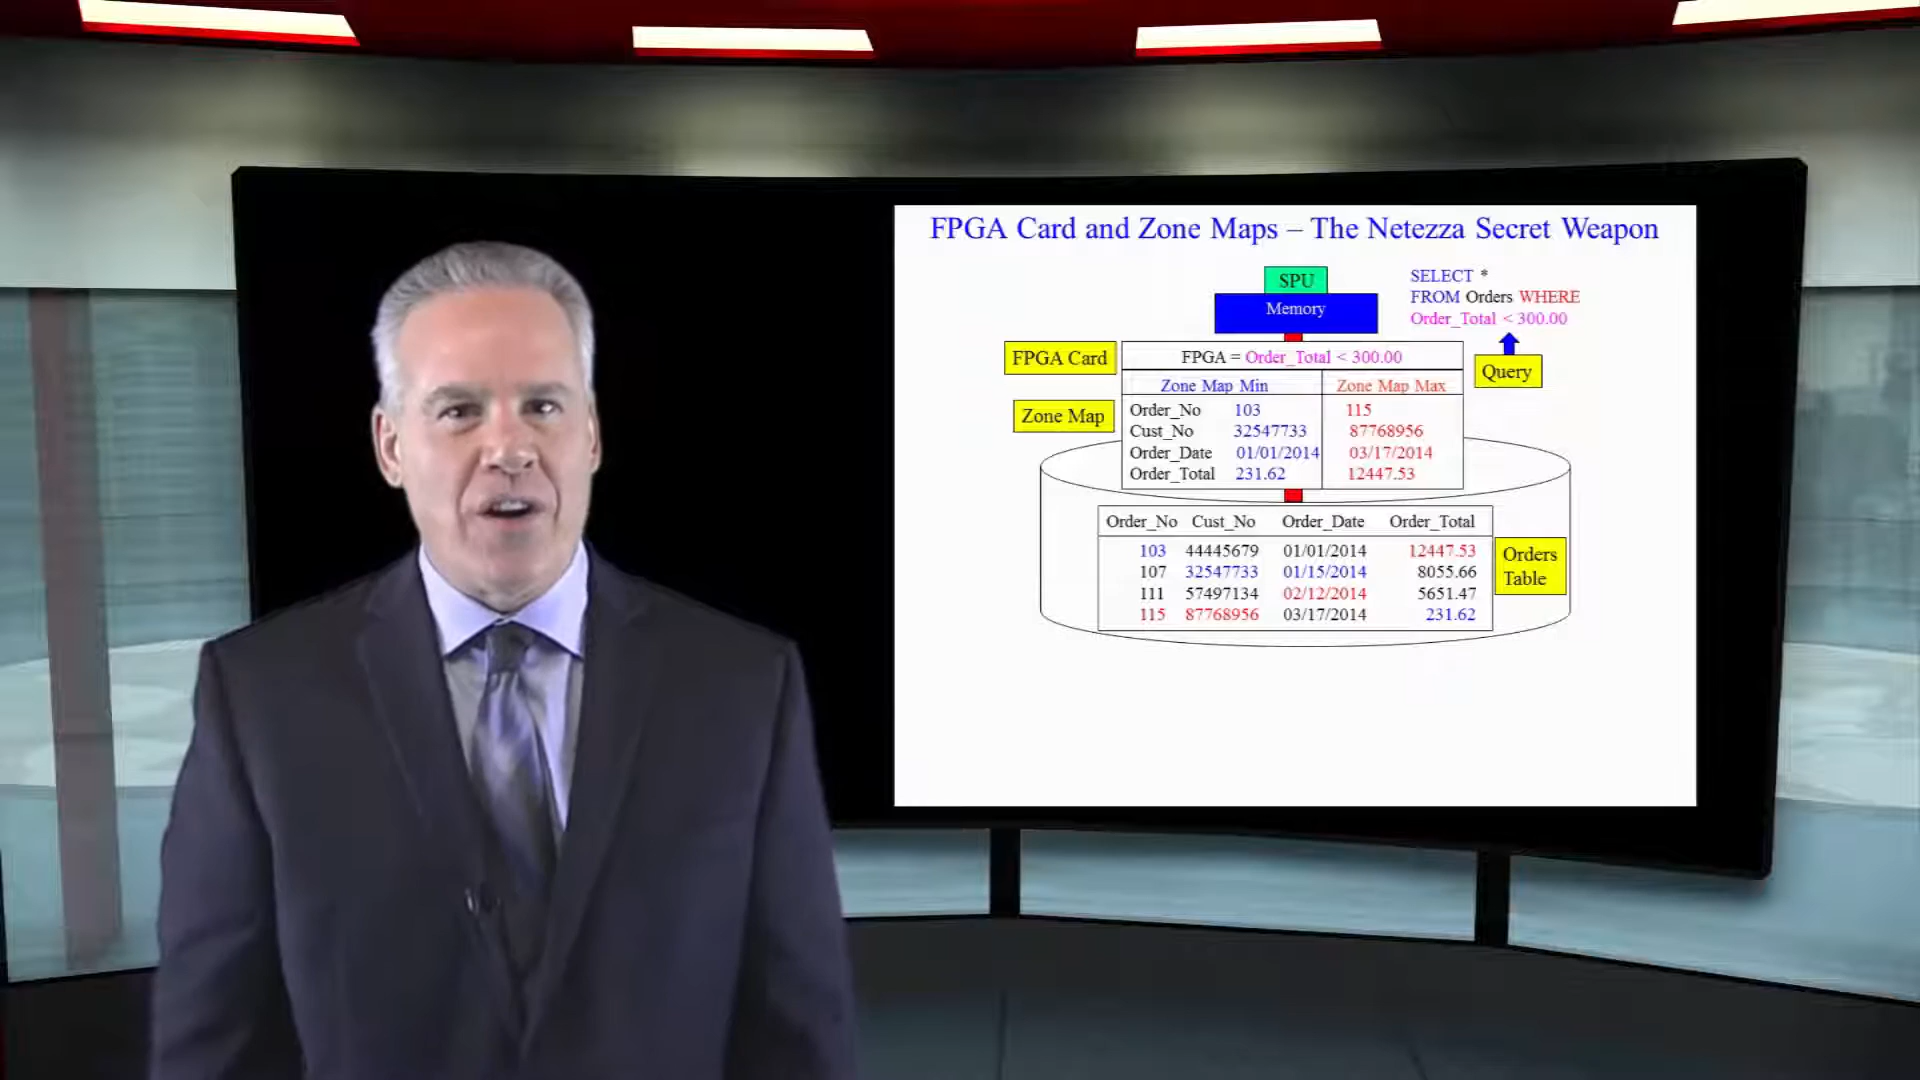 FPGA Card and Zone Maps – The Netezza Secret Weapon
SPU
Memory
SELECT *
FROM Orders WHERE
Order_Total < 300.00
Query
FPGA Card
FPGA = Order_Total < 300.00
Zone Map
Zone Map Min Zone Map Max
Order_No 103 115
Cust_No 32547733 87768956
Order_Date 01/01/2014 03/17/2014
Order_Total 231.62 12447.53
Order_No Cust_No Order_Date Order_Total
103 44445679 01/01/2014 12447.53
107 32547733 01/15/2014 8055.66
111 57497134 02/12/2014 5651.47
115 87768956 03/17/2014 231.62
Orders
Table